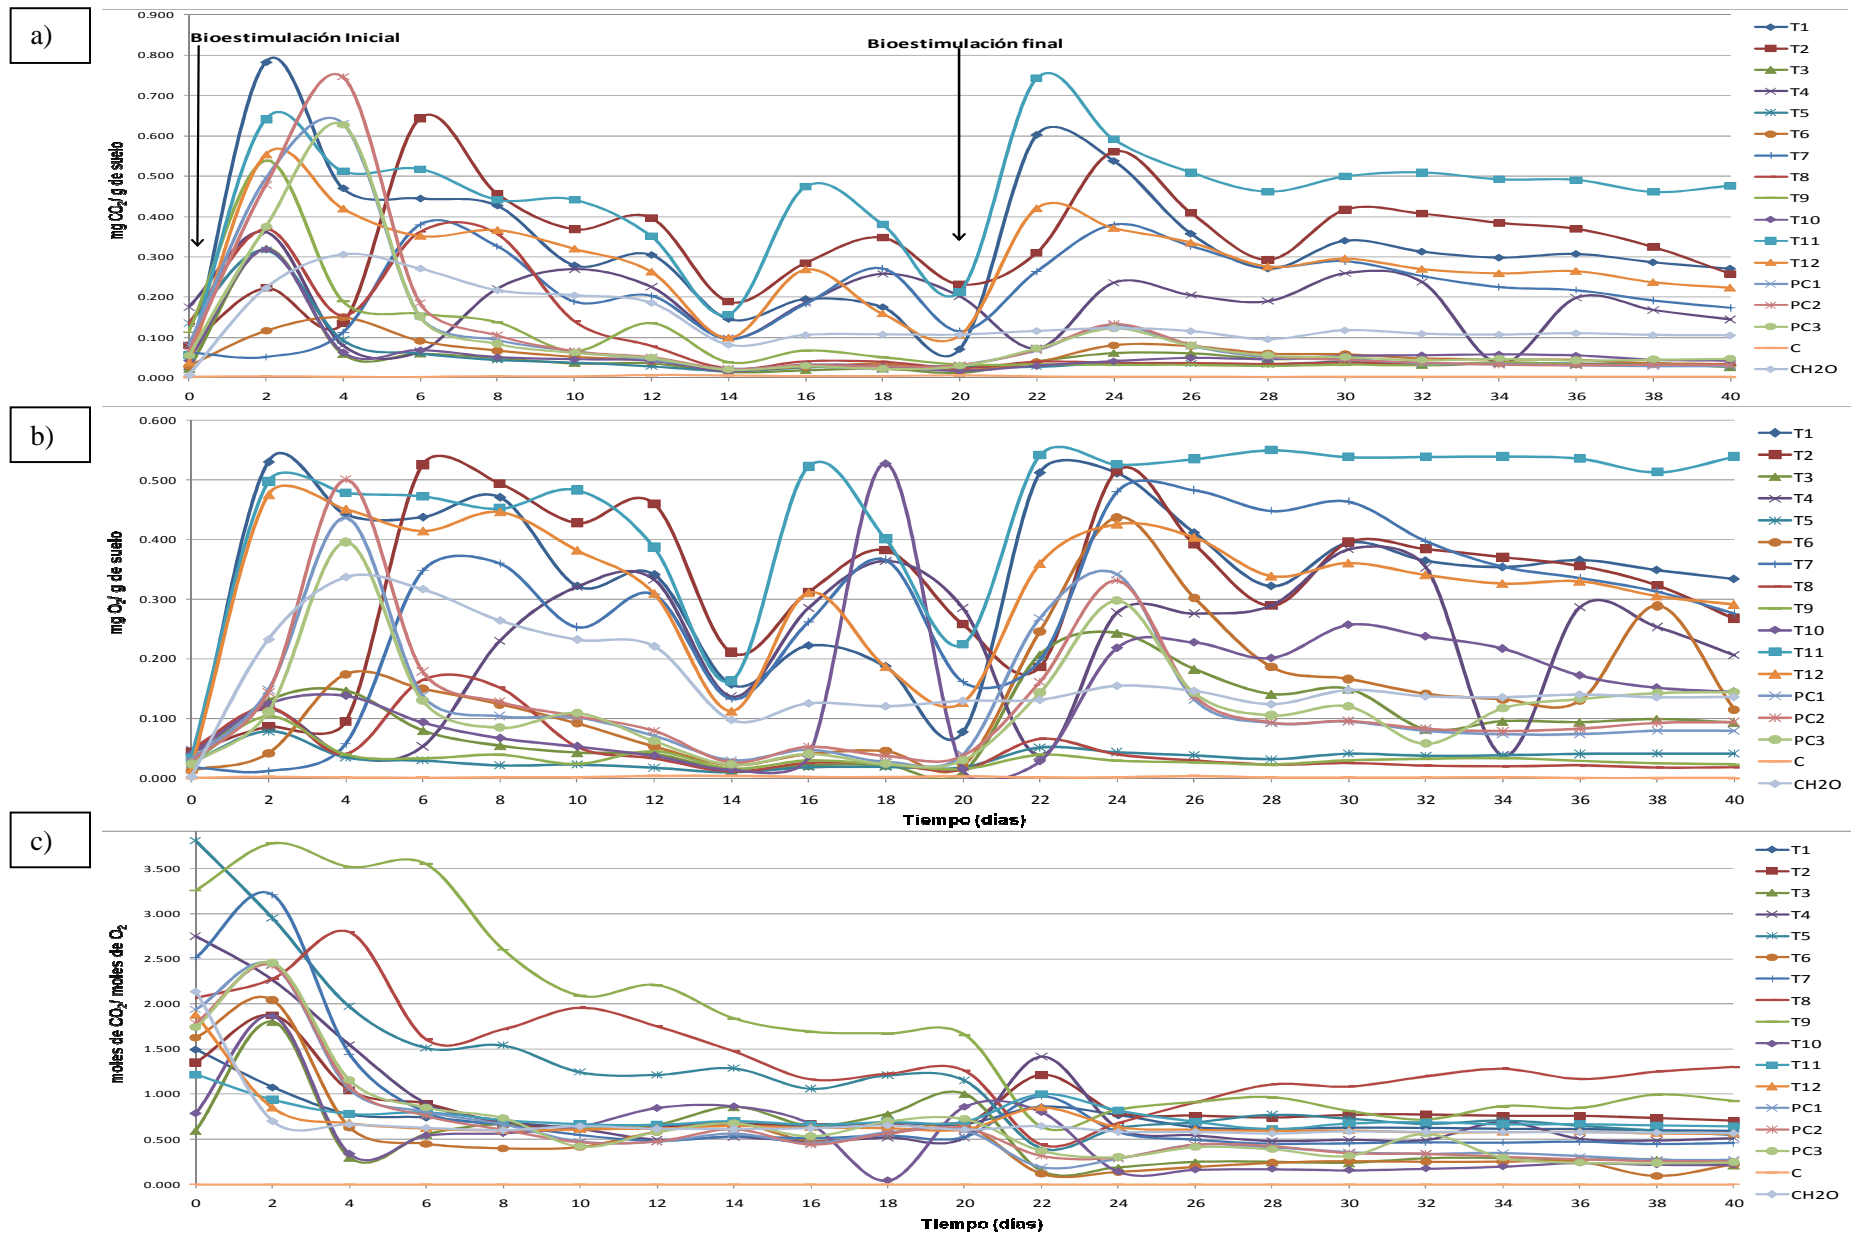 a)
mg CO2/ g de suelo
0.900
0.800
0.700
0.600
0.500
0.400
0.300
0.200
0.100
0.000
Bioestimulación Inicial
Bioestimulación final
0 2 4 6 8 10 12 14 16 18 20 22 24 26 28 30 32 34 36 38 40
T1
T2
T3
T4
T5
T6
T7
T8
T9
T10
T11
T12
PC1
PC2
PC3
C
CH2O
b)
mg O2/ g de suelo
0.600
0.500
0.400
0.300
0.200
0.100
0.000
0 2 4 6 8 10 12 14 16 18 20 22 24 26 28 30 32 34 36 38 40
Tiempo (días)
T1
T2
T3
T4
T5
T6
T7
T8
T9
T10
T11
T12
PC1
PC2
PC3
C
CH2O
c)
moles de CO2/ moles de O2
3.500
3.000
2.500
2.000
1.500
1.000
0.500
0.000
0 2 4 6 8 10 12 14 16 18 20 22 24 26 28 30 32 34 36 38 40
Tiempo (días)
T1
T2
T3
T4
T5
T6
T7
T8
T9
T10
T11
T12
PC1
PC2
PC3
C
CH2O